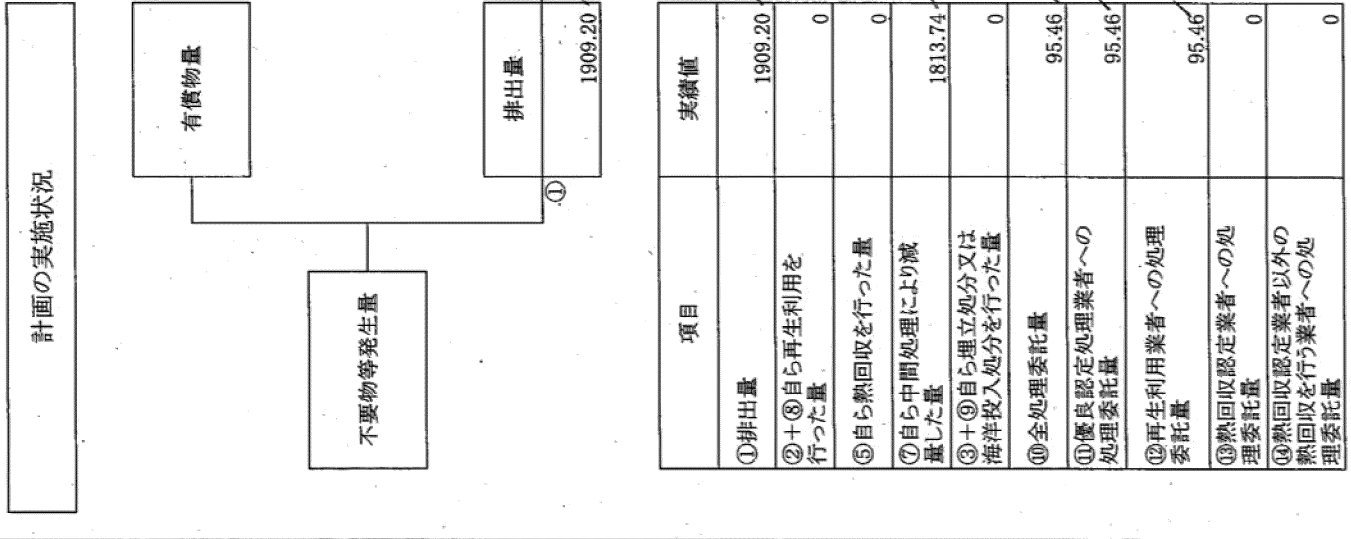 計画の実施状況
有償物量
不要物等発生量
排出量
①
1909.20
項目
実績値
①排出量
1909.20
②+⑧自ら再生利用を
行った量
0
⑤自ら熱回収を行った量
0
⑦自ら中間処理により減
量した量
1813.74
③+⑨自ら埋立処分又は
海洋投入処分を行った量
0
⑩全処理委託量
95.46
⑪優良認定処理業者への
処理委託量
95.46
⑫再生利用業者への処理
委託量
95.46
⑬熱回収認定業者への処
理委託量
0
⑭熱回収認定業者以外の
熱回収を行う業者への処
理委託量
0